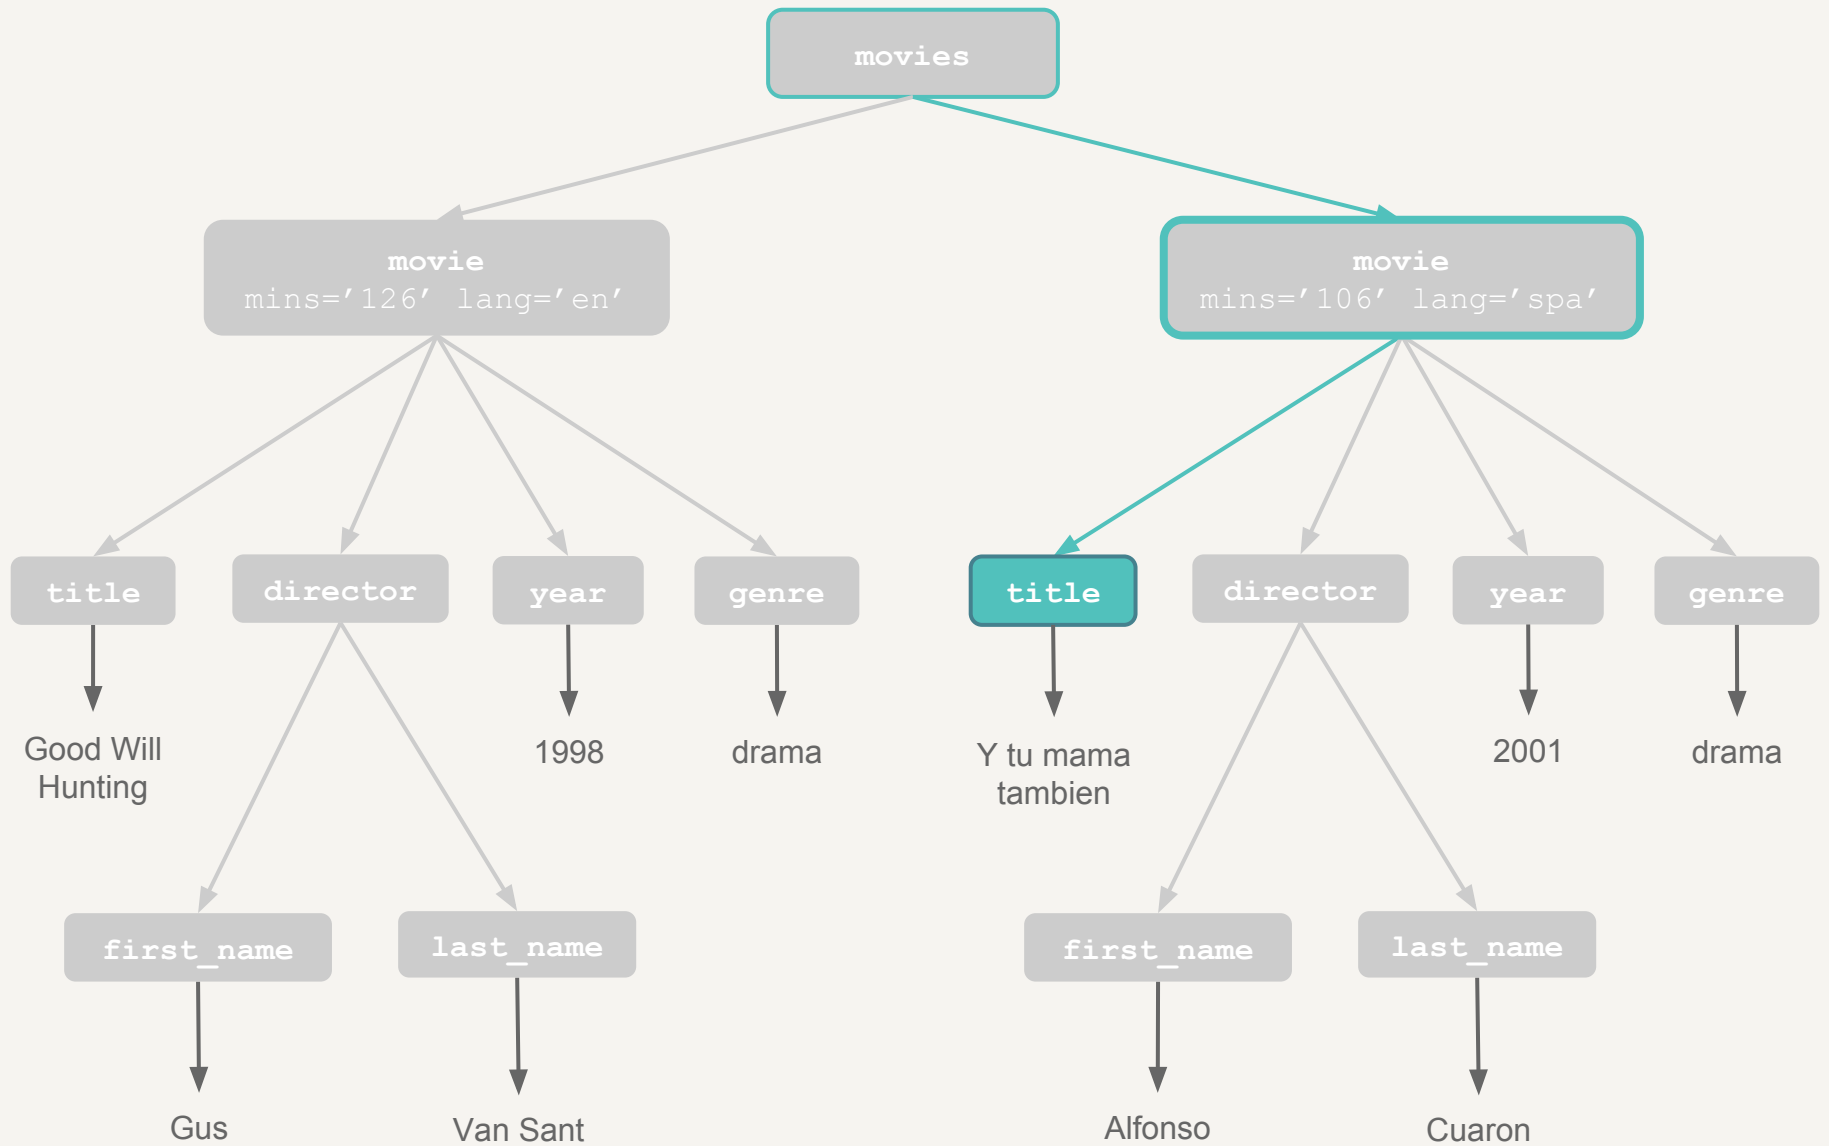 movies
movie
mins=’126’ lang=’en’
movie
mins=’106’ lang=’spa’
title
director
year
genre
title
director
year
genre
Good Will
Hunting
1998
drama
Y tu mama
tambien
2001
drama
first_name
last_name
first_name
last_name
Gus
Van Sant
Alfonso
Cuaron